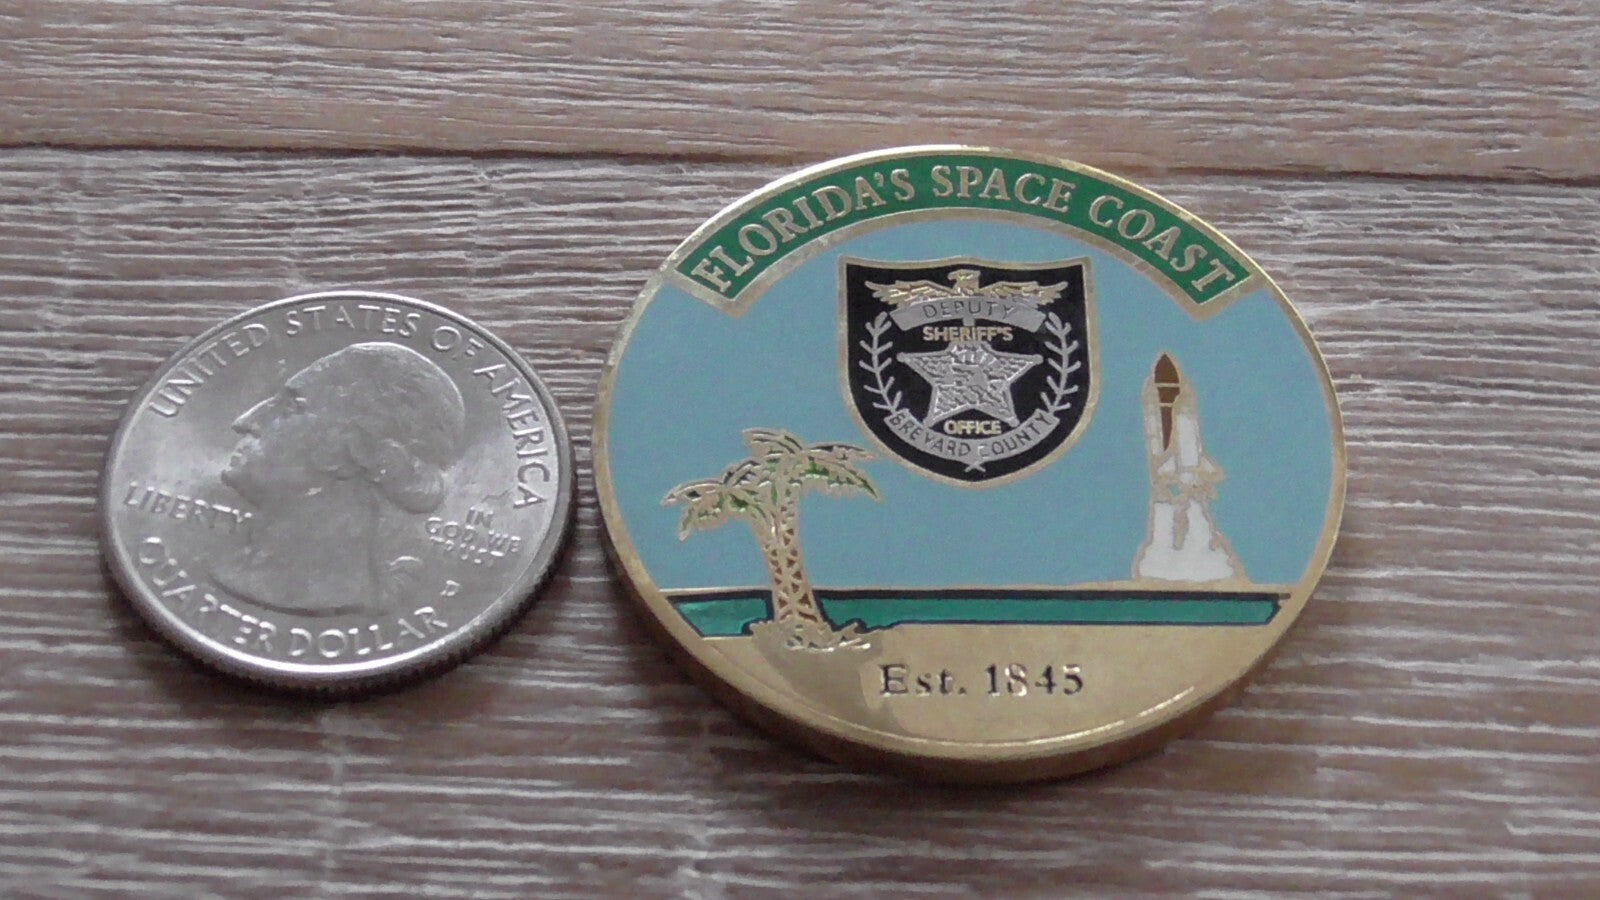 UNITED STATES OF AMERICA
LIBERTY
IN
GOD WE
TRUST
P
QUARTER DOLLAR
FLORIDA'S SPACE COAST
DEPUTY
SHERIFF'S
OFFICE
BREVARD COUNTY
Est. 1845